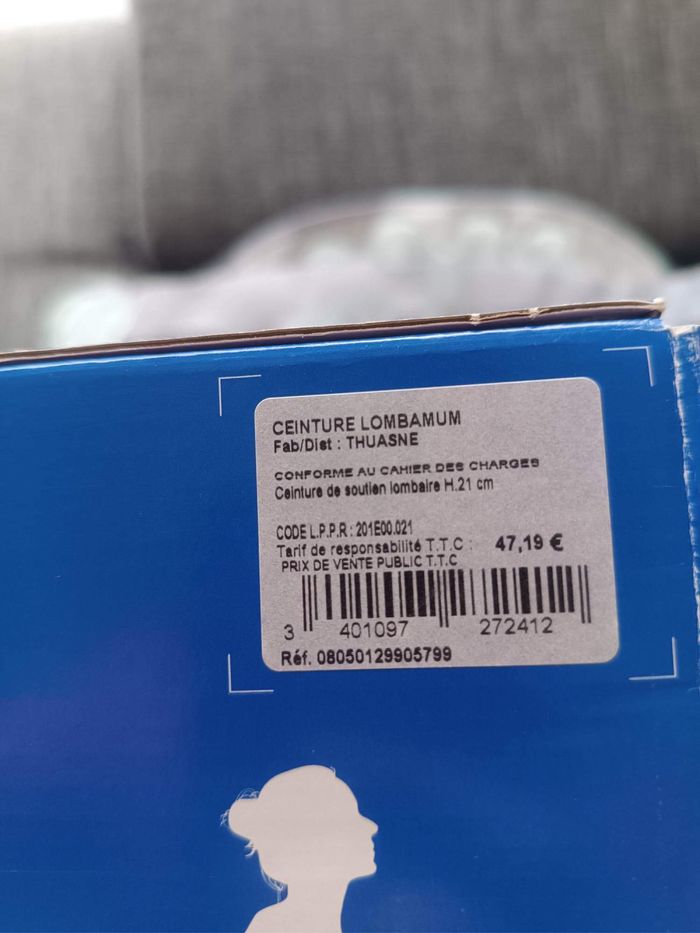 CEINTURE LOMBAMUM
Fab/Dist : THUASNE
CONFORME AU CAHIER DES CHARGES
Ceinture de soutien lombaire H.21 cm
CODE L.P.P.R : 201E00.021
Tarif de responsabilité T.T.C : 47,19 €
PRIX DE VENTE PUBLIC T.T.C
3 401097 272412
Réf. 08050129905799